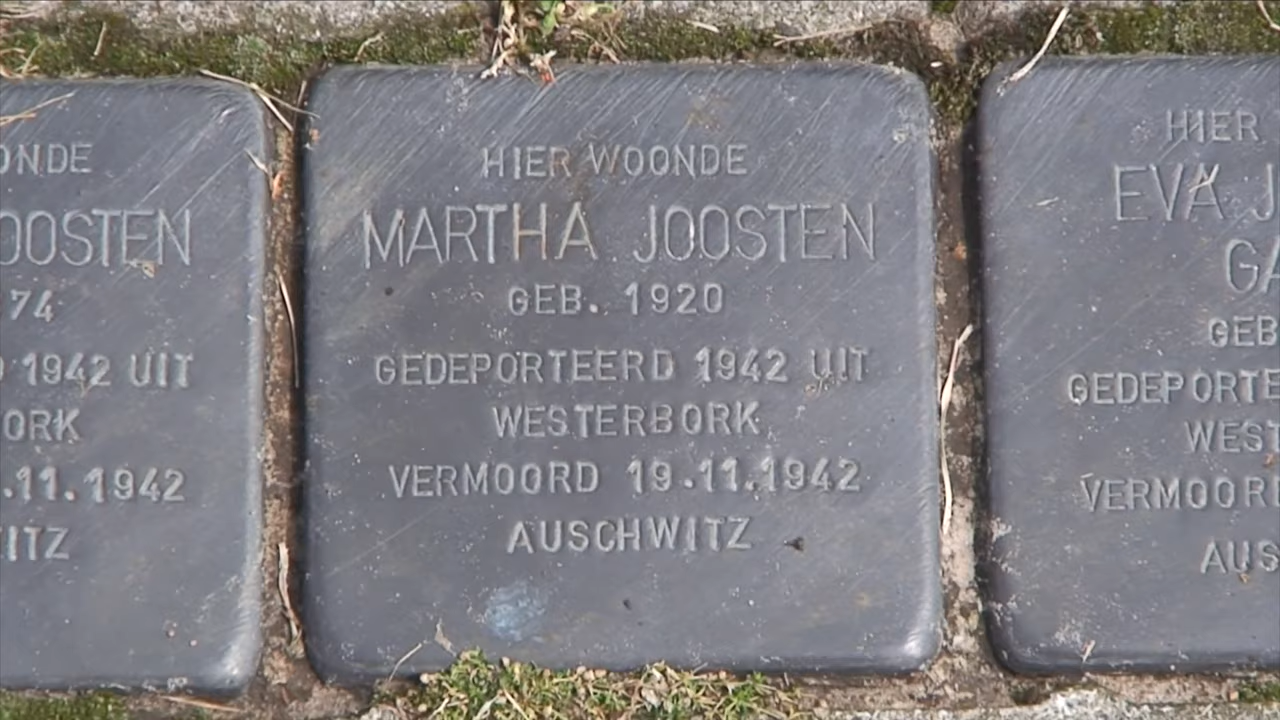 ONDE
OOSTEN
74
D 1942 UIT
ORK
.11.1942
ITZ
HIER WOONDE
MARTHA JOOSTEN
GEB. 1920
GEDEPORTEERD 1942 UIT
WESTERBORK
VERMOORD 19.11.1942
AUSCHWITZ
HIER
EVA J
GA
GEB
GEDEPORTE
WEST
VERMOORD
AUS